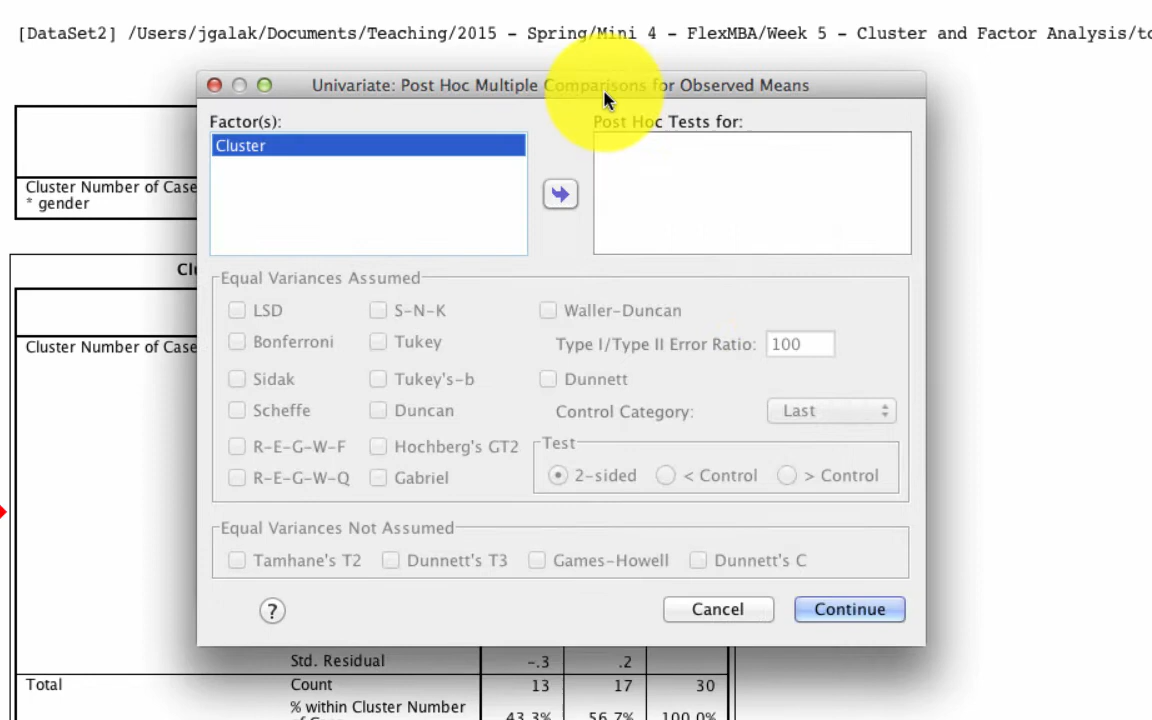 [DataSet2] /Users/jgalak/Documents/Teaching/2015 - Spring/Mini 4 - FlexMBA/Week 5 - Cluster and Factor Analysis/to
Univariate: Post Hoc Multiple Comparisons for Observed Means
Factor(s):
Post Hoc Tests for:
Cluster
Cluster Number of Case
* gender
Equal Variances Assumed
LSD
S-N-K
Waller-Duncan
Bonferroni
Tukey
Type I/Type II Error Ratio: 100
Cluster Number of Case
Sidak
Tukey's-b
Dunnett
Scheffe
Duncan
Control Category: Last
R-E-G-W-F
Hochberg's GT2
Test
R-E-G-W-Q
Gabriel
2-sided
< Control
> Control
Equal Variances Not Assumed
Tamhane's T2
Dunnett's T3
Games-Howell
Dunnett's C
?
Cancel
Continue
Std. Residual -.3 .2
Total Count 13 17 30
% within Cluster Number
43.3% 56.7% 100.0%